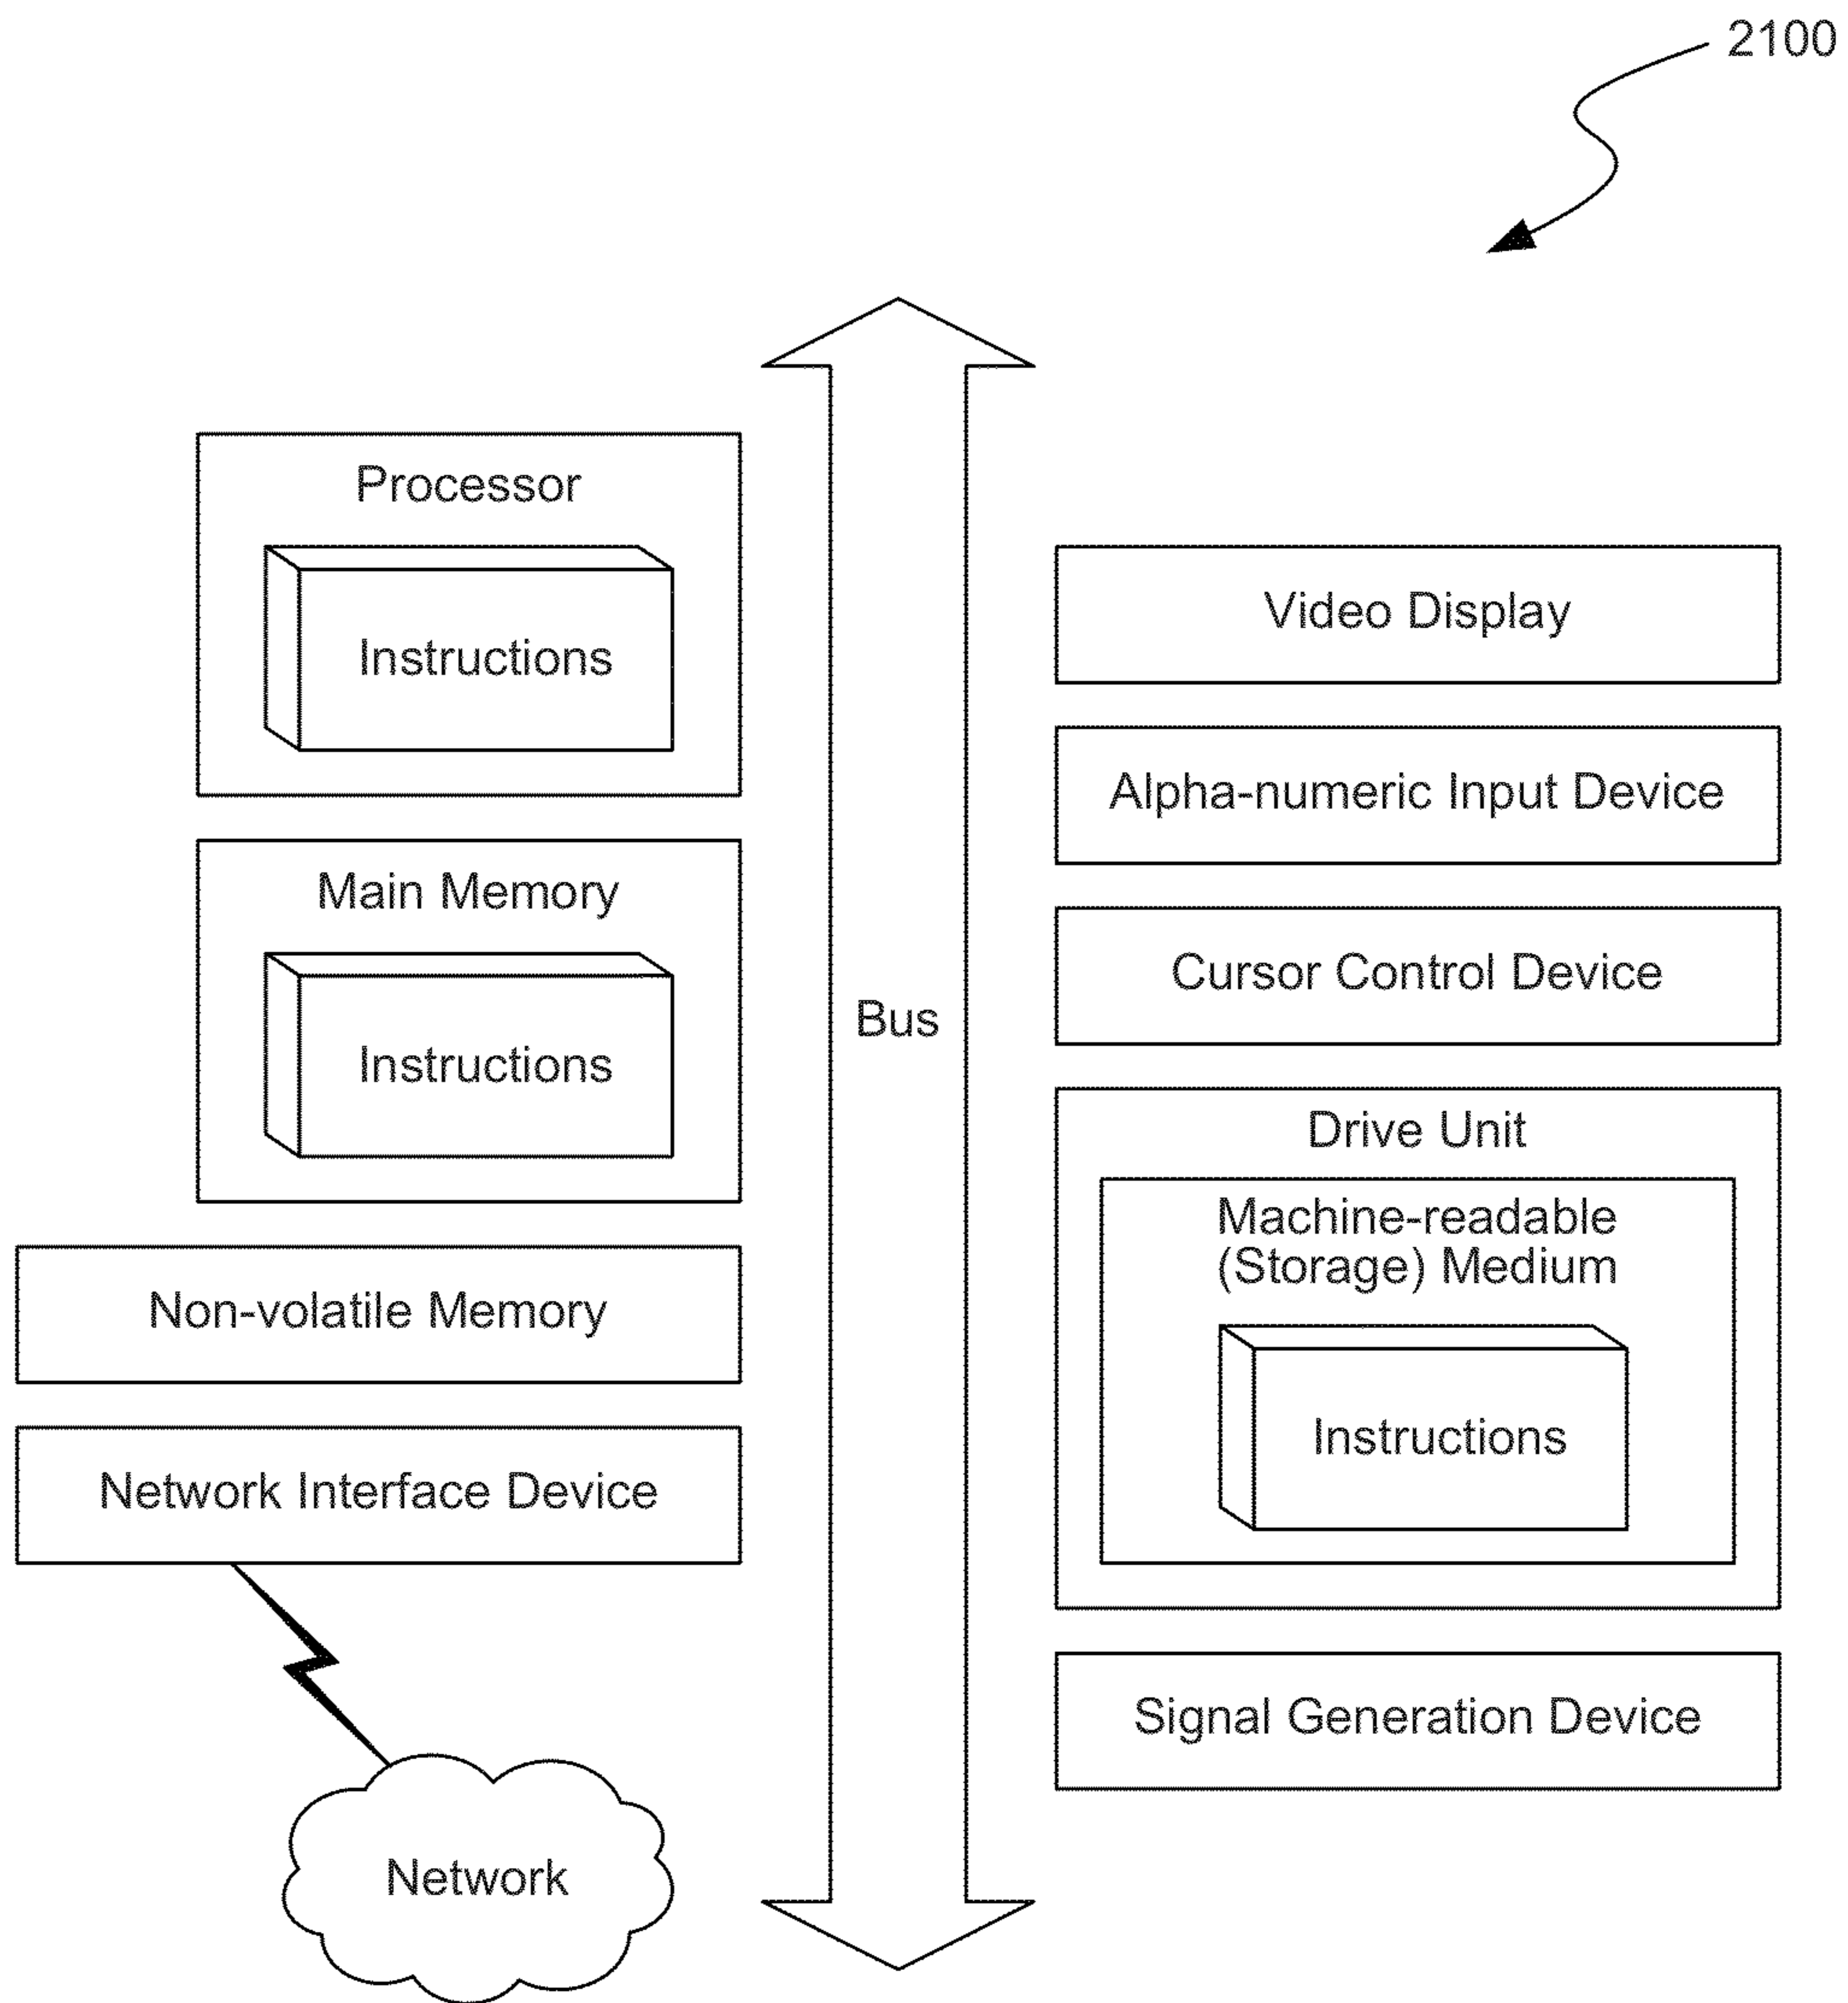 2100
Processor
Instructions
Main Memory
Instructions
Non-volatile Memory
Network Interface Device
Network
Bus
Video Display
Alpha-numeric Input Device
Cursor Control Device
Drive Unit
Machine-readable
(Storage) Medium
Instructions
Signal Generation Device